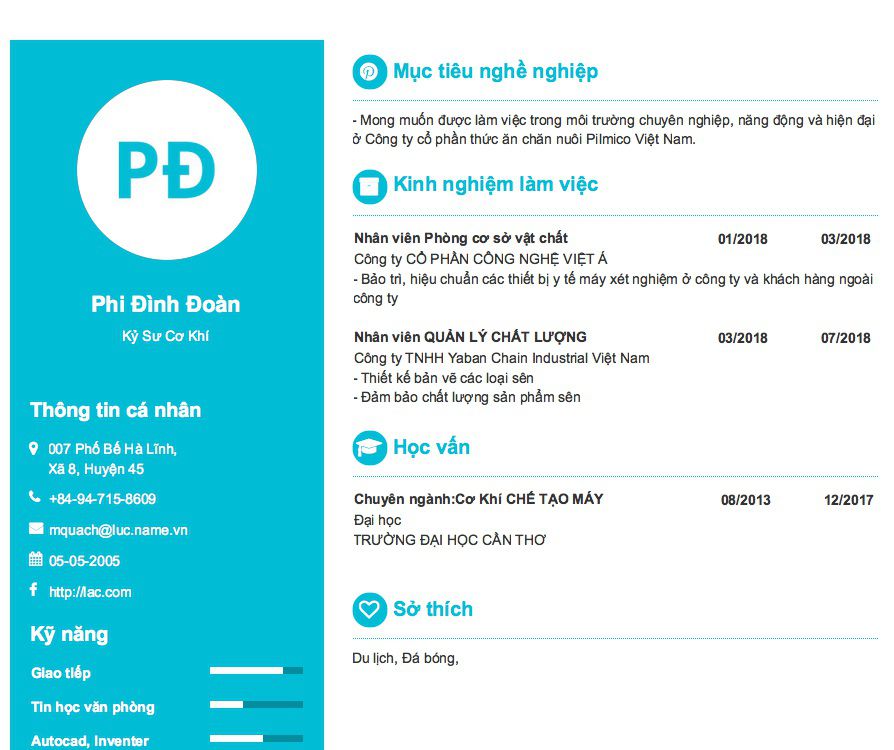 PĐ
Phi Đình Đoàn
Kỷ Sư Cơ Khí
Thông tin cá nhân
007 Phố Bế Hà Lĩnh,
Xã 8, Huyện 45
+84-94-715-8609
mquach@luc.name.vn
05-05-2005
http://lac.com
Kỹ năng
Giao tiếp
Tin học văn phòng
Autocad, Inventer
Mục tiêu nghề nghiệp
- Mong muốn được làm việc trong môi trường chuyên nghiệp, năng động và hiện đại
ở Công ty cổ phần thức ăn chăn nuôi Pilmico Việt Nam.
Kinh nghiệm làm việc
Nhân viên Phòng cơ sở vật chất 01/2018 03/2018
Công ty CỔ PHẦN CÔNG NGHỆ VIỆT Á
- Bảo trì, hiệu chuẩn các thiết bị y tế máy xét nghiệm ở công ty và khách hàng ngoài
công ty
Nhân viên QUẢN LÝ CHẤT LƯỢNG 03/2018 07/2018
Công ty TNHH Yaban Chain Industrial Việt Nam
- Thiết kế bản vẽ các loại sên
- Đảm bảo chất lượng sản phẩm sên
Học vấn
Chuyên ngành:Cơ Khí CHẾ TẠO MÁY 08/2013 12/2017
Đại học
TRƯỜNG ĐẠI HỌC CẦN THƠ
Sở thích
Du lịch, Đá bóng,